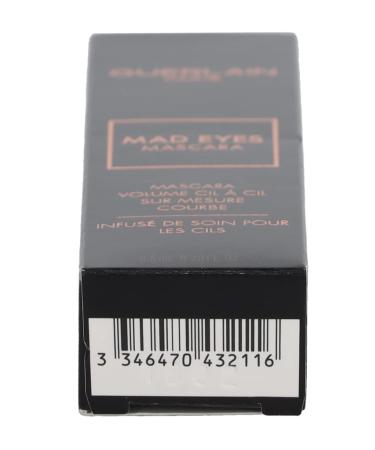 GUERLAIN
MAD EYES
MASCARA
MASCARA
VOLUME CIL À CIL
SUR MESURE
COURBE
INFUSÉ DE SOIN POUR
LES CILS
3 346470 432116